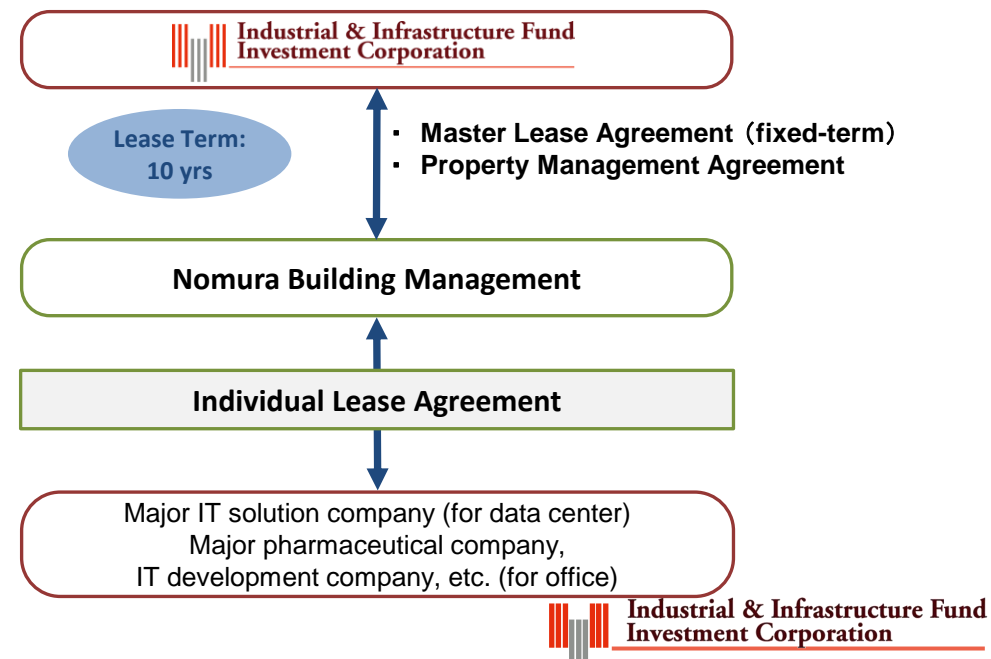 Industrial & Infrastructure Fund
Investment Corporation
Lease Term:
10 yrs
・ Master Lease Agreement（fixed-term）
・ Property Management Agreement
Nomura Building Management
Individual Lease Agreement
Major IT solution company (for data center)
Major pharmaceutical company,
IT development company, etc. (for office)
Industrial & Infrastructure Fund
Investment Corporation